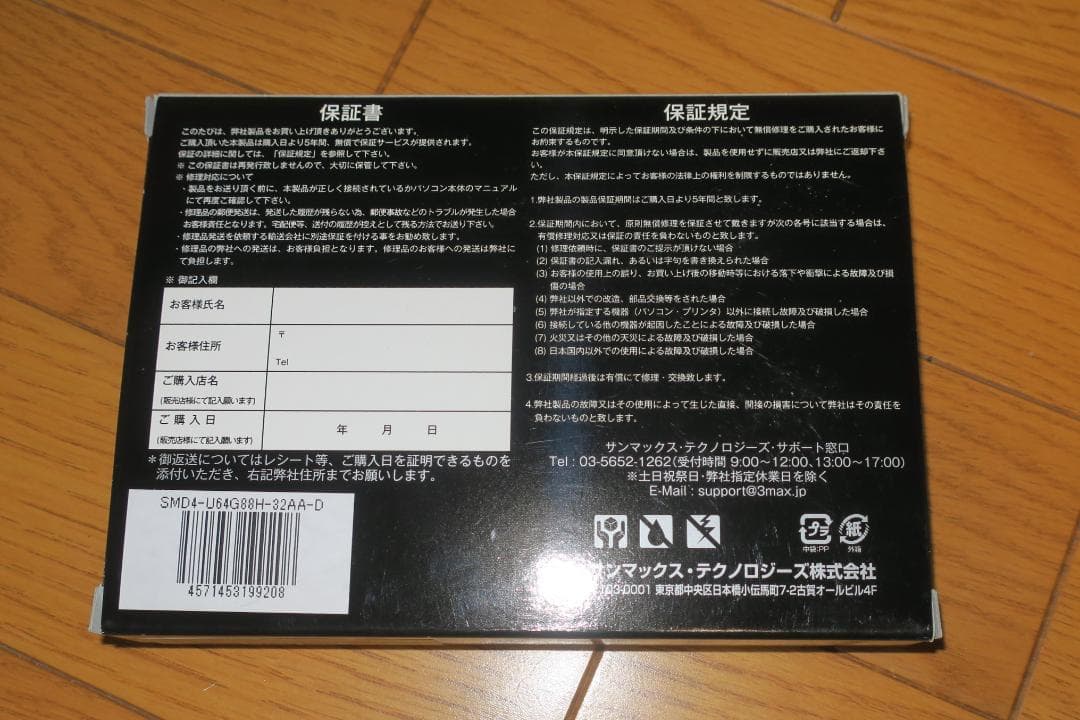 保証書
このたびは、弊社製品をお買い上げ頂きありがとうございます。
ご購入頂いた本製品は購入日より5年間、無償で保証サービスが提供されます。
保証の詳細に関しては、「保証規定」を参照して下さい。
※ この保証書は再発行致しませんので、大切に保管して下さい。
※ 修理対応について
・製品をお送り頂く前に、本製品が正しく接続されているかパソコン本体のマニュアル
にて再度ご確認して下さい。
・修理品の郵便発送は、発送した履歴が残らない為、郵便事故などのトラブルが発生した場合
お客様責任となります。宅配便等、送付の履歴が控えとして残る方法でお送り下さい。
・修理品発送を依頼する輸送会社に別途保証を付ける事をお勧め致します。
・修理品の弊社への発送は、お客様負担となります。修理品のお客様への発送は弊社に
て負担します。
※ 御記入欄
お客様氏名
お客様住所
〒
Tel
ご購入店名
(販売店様にて記入願います)
ご購入日
(販売店様にて記入願います)
年 月 日
＊御返送についてはレシート等、ご購入日を証明できるものを
添付いただき、右記弊社住所までお願いします。
SMD4-U64G88H-32AA-D
4571453199208
保証規定
この保証規定は、明示した保証期間及び条件の下において無償修理をご購入されたお客様に
お約束するものです。
お客様が本保証規定に同意頂けない場合は、製品を使用せずに販売店又は弊社にご返却下さ
い。
ただし、本保証規定によってお客様の法律上の権利を制限するものではありません。
1.弊社製品の製品保証期間はご購入日より5年間と致します。
2.保証期間内において、原則無償修理を保証させて戴きますが次の各号に該当する場合は、
有償修理対応又は保証の責任を負わないものと致します。
(1) 修理依頼時に、保証書のご提示が頂けない場合
(2) 保証書の記入漏れ、あるいは字句を書き換えられた場合
(3) お客様の使用上の誤り、お買い上げ後の移動時等における落下や衝撃による故障及び損
傷の場合
(4) 弊社以外での改造、部品交換等をされた場合
(5) 弊社が指定する機器（パソコン・プリンタ）以外に接続し故障及び破損した場合
(6) 接続している他の機器が起因したことによる故障及び破損した場合
(7) 火災又はその他の天災による故障及び破損した場合
(8) 日本国内以外での使用による故障及び破損した場合
3.保証期間経過後は有償にて修理・交換致します。
4.弊社製品の故障又はその使用によって生じた直接、間接の損害について弊社はその責任を
負わないものと致します。
サンマックス・テクノロジーズ・サポート窓口
Tel : 03-5652-1262(受付時間 9:00～12:00、13:00～17:00)
※土日祝祭日・弊社指定休業日を除く
E-Mail : support@3max.jp
プラ
中袋:PP
紙
外箱
サンマックス・テクノロジーズ株式会社
103-0001 東京都中央区日本橋小伝馬町7-2古賀オールビル4F